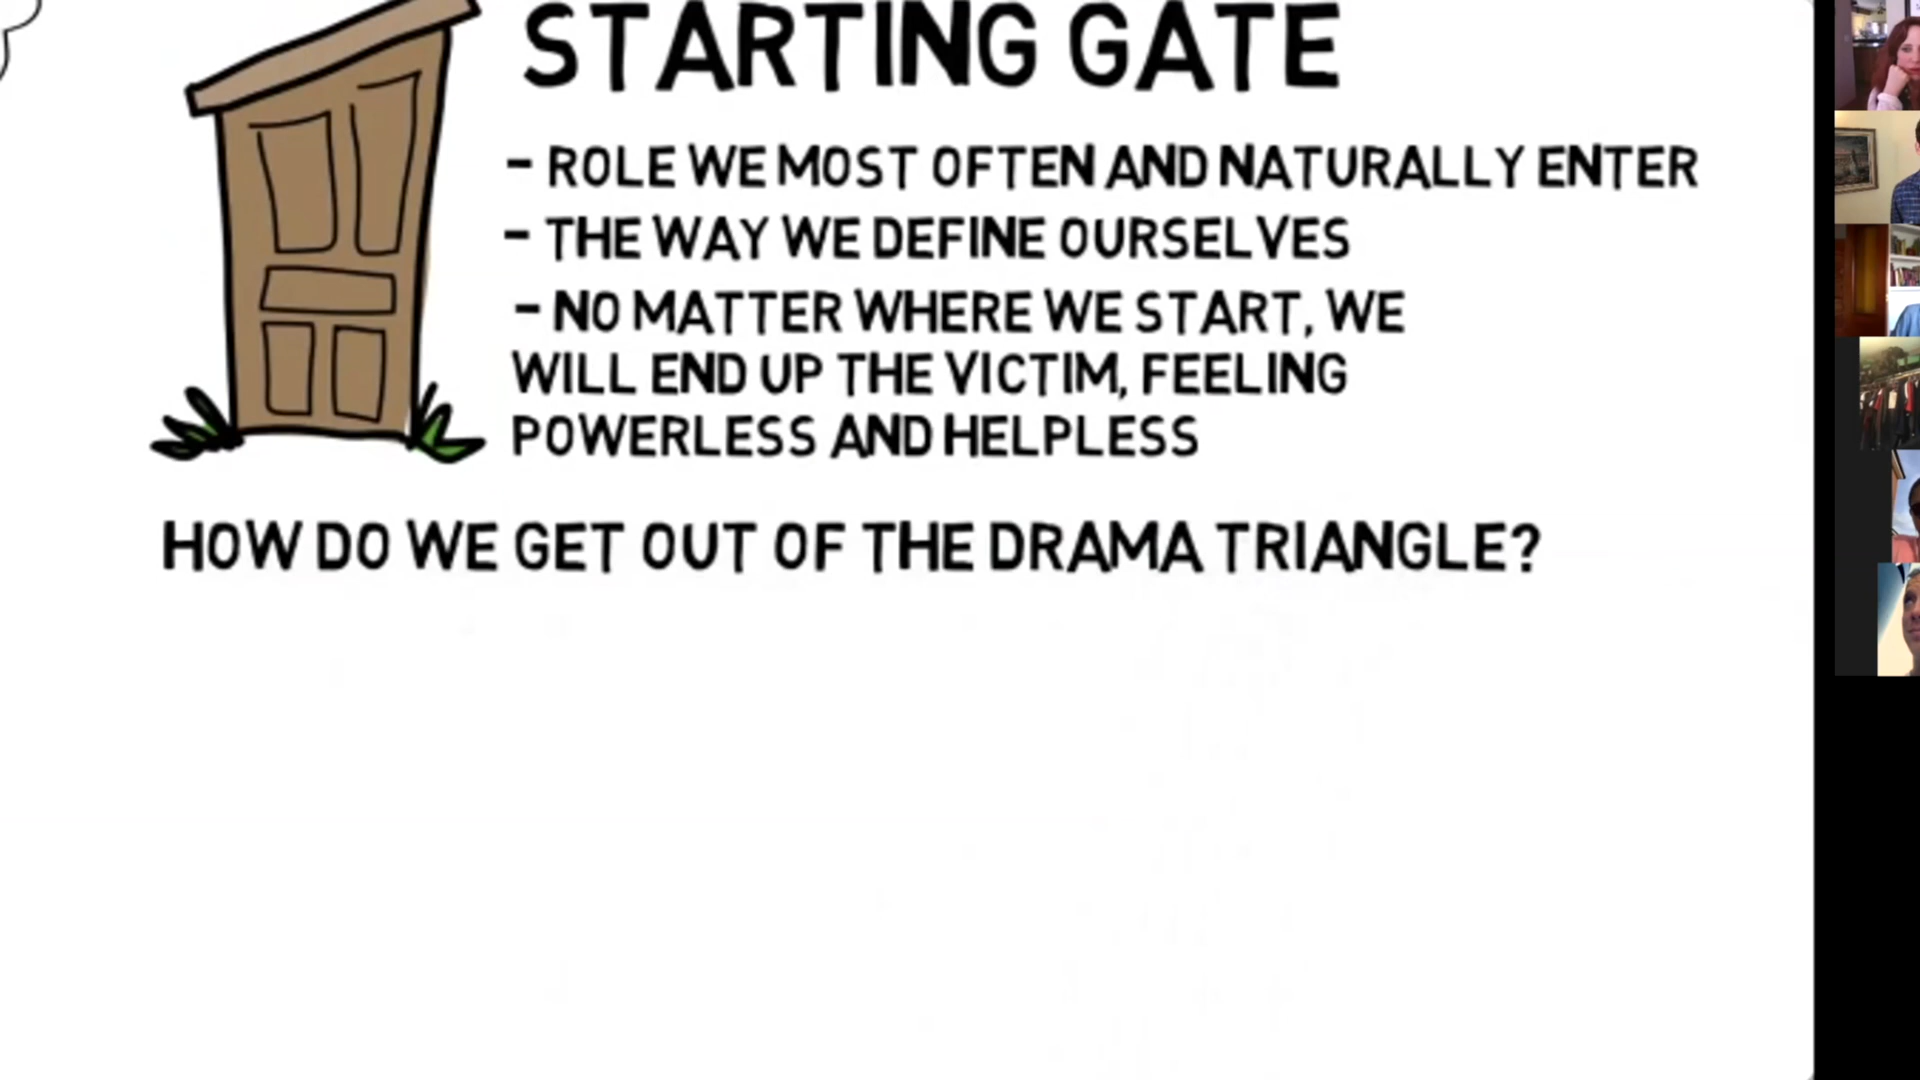 STARTING GATE
- ROLE WE MOST OFTEN AND NATURALLY ENTER
- THE WAY WE DEFINE OURSELVES
- NO MATTER WHERE WE START, WE
WILL END UP THE VICTIM, FEELING
POWERLESS AND HELPLESS
HOW DO WE GET OUT OF THE DRAMA TRIANGLE?